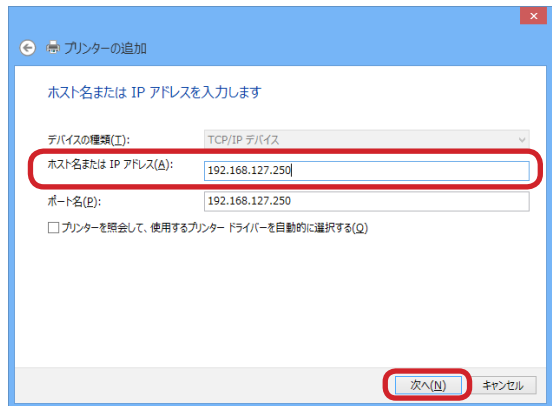 プリンターの追加
ホスト名または IP アドレスを入力します
デバイスの種類(T):
TCP/IP デバイス
ホスト名または IP アドレス(A):
192.168.127.250
ポート名(P):
192.168.127.250
プリンターを照会して、使用するプリンター ドライバーを自動的に選択する(Q)
次へ(N)
キャンセル